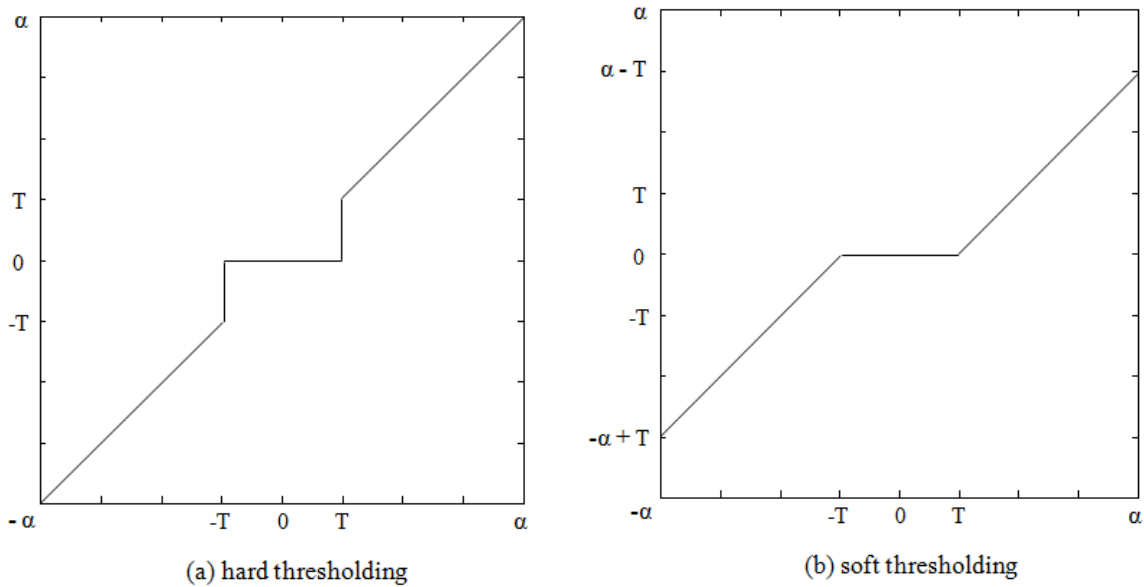 α
T
0
-T
- α
-T 0 T α
(a) hard thresholding
α
α - T
T
0
-T
-α + T
-α
-T 0 T α
(b) soft thresholding